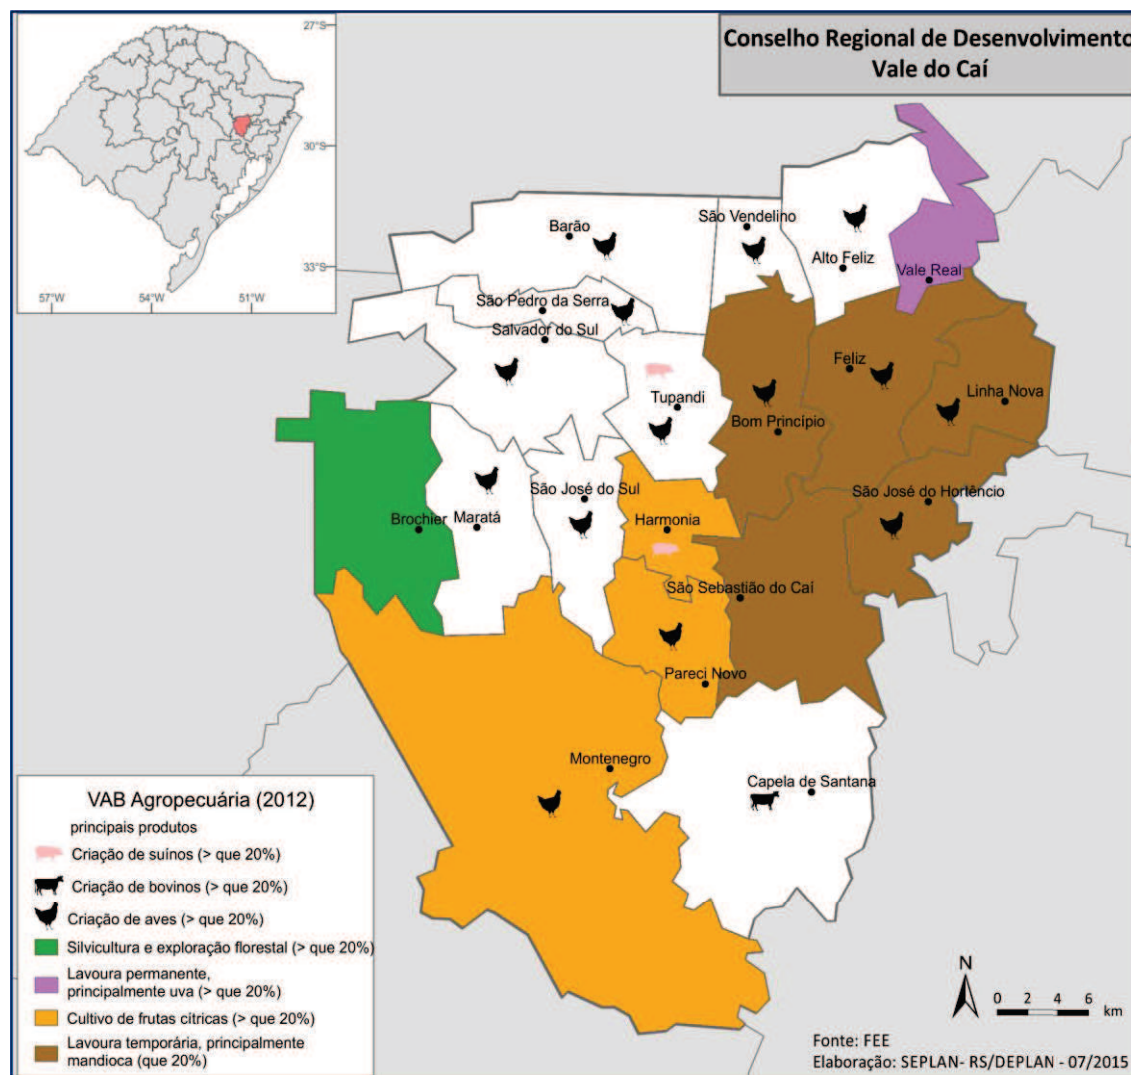 Conselho Regional de Desenvolvimento
Vale do Caí
27°S
30°S
33°S
57°W
54°W
51°W
São Vendelino
Barão
Alto Feliz
Vale Real
São Pedro da Serra
Salvador do Sul
Feliz
Tupandi
Linha Nova
Bom Princípio
São José do Sul
São José do Hortêncio
Brochier
Maratá
Harmonia
São Sebastião do Caí
Pareci Novo
Montenegro
Capela de Santana
VAB Agropecuária (2012)
principais produtos
Criação de suínos (> que 20%)
Criação de bovinos (> que 20%)
Criação de aves (> que 20%)
Silvicultura e exploração florestal (> que 20%)
Lavoura permanente,
principalmente uva (> que 20%)
Cultivo de frutas cítricas (> que 20%)
Lavoura temporária, principalmente
mandioca (que 20%)
N
0 2 4 6
km
Fonte: FEE
Elaboração: SEPLAN- RS/DEPLAN - 07/2015